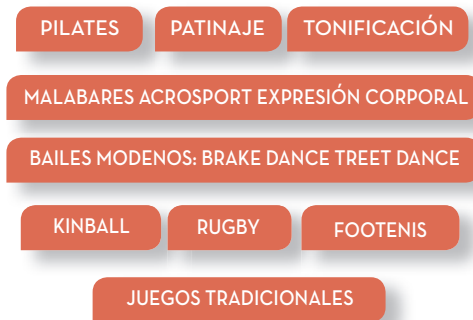 PILATES PATINAJE TONIFICACIÓN
MALABARES ACROSPORT EXPRESIÓN CORPORAL
BAILES MODENOS: BRAKE DANCE TREET DANCE
KINBALL RUGBY FOOTENIS
JUEGOS TRADICIONALES